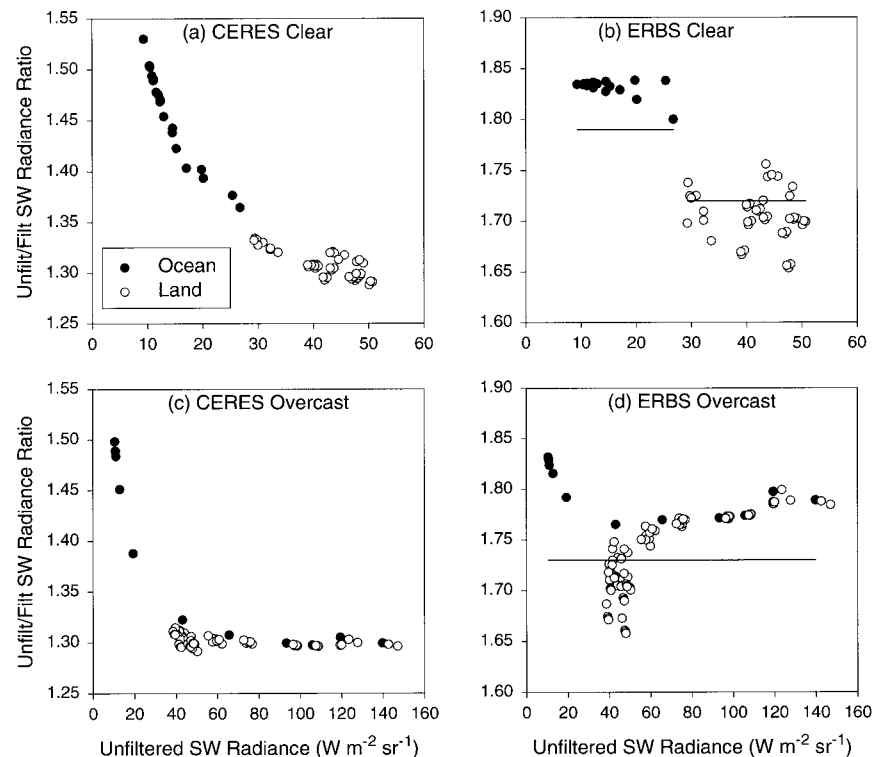 (a) CERES Clear
1.55
1.50
1.45
1.40
1.35
1.30
1.25
Unfilt/Filt SW Radiance Ratio
Ocean
Land
0 10 20 30 40 50 60
(b) ERBS Clear
1.90
1.85
1.80
1.75
1.70
1.65
1.60
0 10 20 30 40 50 60
(c) CERES Overcast
1.55
1.50
1.45
1.40
1.35
1.30
1.25
Unfilt/Filt SW Radiance Ratio
0 20 40 60 80 100 120 140 160
Unfiltered SW Radiance (W m⁻² sr⁻¹)
(d) ERBS Overcast
1.90
1.85
1.80
1.75
1.70
1.65
1.60
0 20 40 60 80 100 120 140 160
Unfiltered SW Radiance (W m⁻² sr⁻¹)